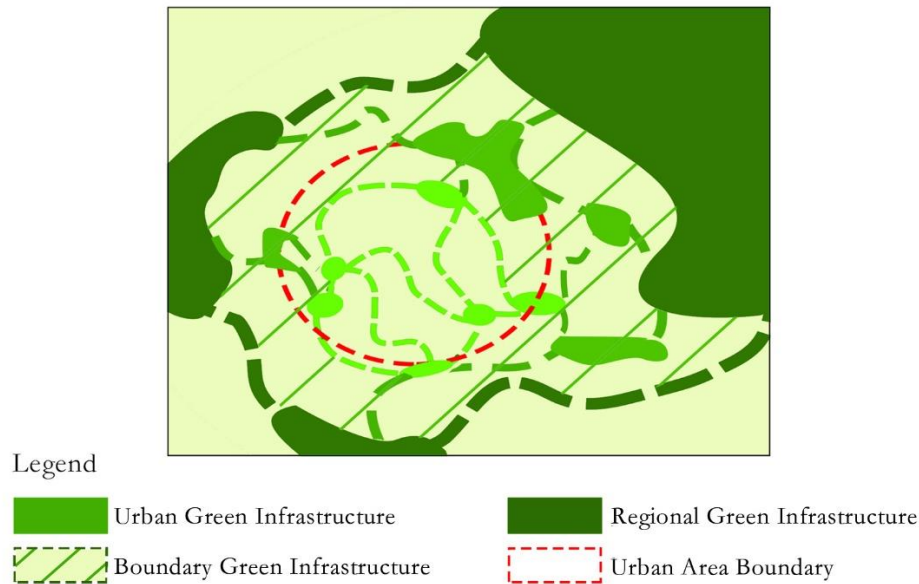 Legend
Urban Green Infrastructure
Regional Green Infrastructure
Boundary Green Infrastructure
Urban Area Boundary